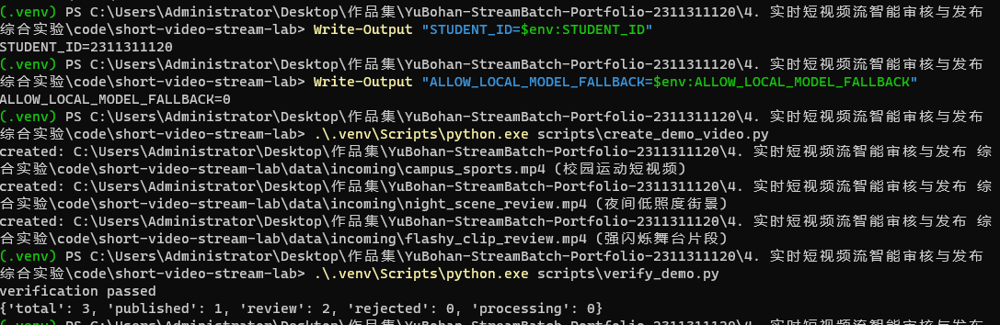 (.venv) PS C:\Users\Administrator\Desktop\作品集\YuBohan-StreamBatch-Portfolio-2311311120\4. 实时短视频流智能审核与发布
综合实验\code\short-video-stream-lab> Write-Output "STUDENT_ID=$env:STUDENT_ID"
STUDENT_ID=2311311120
(.venv) PS C:\Users\Administrator\Desktop\作品集\YuBohan-StreamBatch-Portfolio-2311311120\4. 实时短视频流智能审核与发布
综合实验\code\short-video-stream-lab> Write-Output "ALLOW_LOCAL_MODEL_FALLBACK=$env:ALLOW_LOCAL_MODEL_FALLBACK"
ALLOW_LOCAL_MODEL_FALLBACK=0
(.venv) PS C:\Users\Administrator\Desktop\作品集\YuBohan-StreamBatch-Portfolio-2311311120\4. 实时短视频流智能审核与发布
综合实验\code\short-video-stream-lab> .\.venv\Scripts\python.exe scripts\create_demo_video.py
created: C:\Users\Administrator\Desktop\作品集\YuBohan-StreamBatch-Portfolio-2311311120\4. 实时短视频流智能审核与发布 综
合实验\code\short-video-stream-lab\data\incoming\campus_sports.mp4 (校园运动短视频)
created: C:\Users\Administrator\Desktop\作品集\YuBohan-StreamBatch-Portfolio-2311311120\4. 实时短视频流智能审核与发布 综
合实验\code\short-video-stream-lab\data\incoming\night_scene_review.mp4 (夜间低照度街景)
created: C:\Users\Administrator\Desktop\作品集\YuBohan-StreamBatch-Portfolio-2311311120\4. 实时短视频流智能审核与发布 综
合实验\code\short-video-stream-lab\data\incoming\flashy_clip_review.mp4 (强闪烁舞台片段)
(.venv) PS C:\Users\Administrator\Desktop\作品集\YuBohan-StreamBatch-Portfolio-2311311120\4. 实时短视频流智能审核与发布
综合实验\code\short-video-stream-lab> .\.venv\Scripts\python.exe scripts\verify_demo.py
verification passed
{'total': 3, 'published': 1, 'review': 2, 'rejected': 0, 'processing': 0}